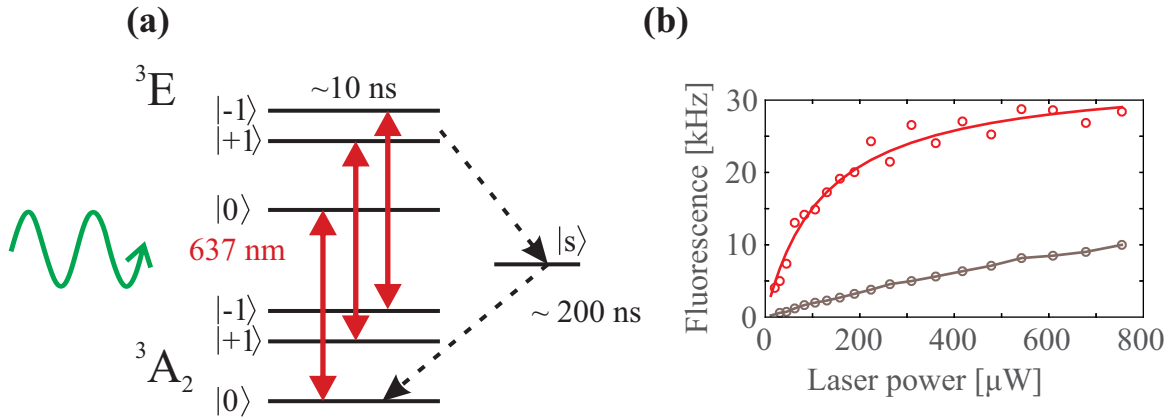 (a)
³E
~10 ns
|-1⟩
|+1⟩
|0⟩
637 nm
|s⟩
~ 200 ns
|-1⟩
|+1⟩
³A₂
|0⟩
(b)
Fluorescence [kHz]
30
20
10
0
0 200 400 600 800
Laser power [µW]